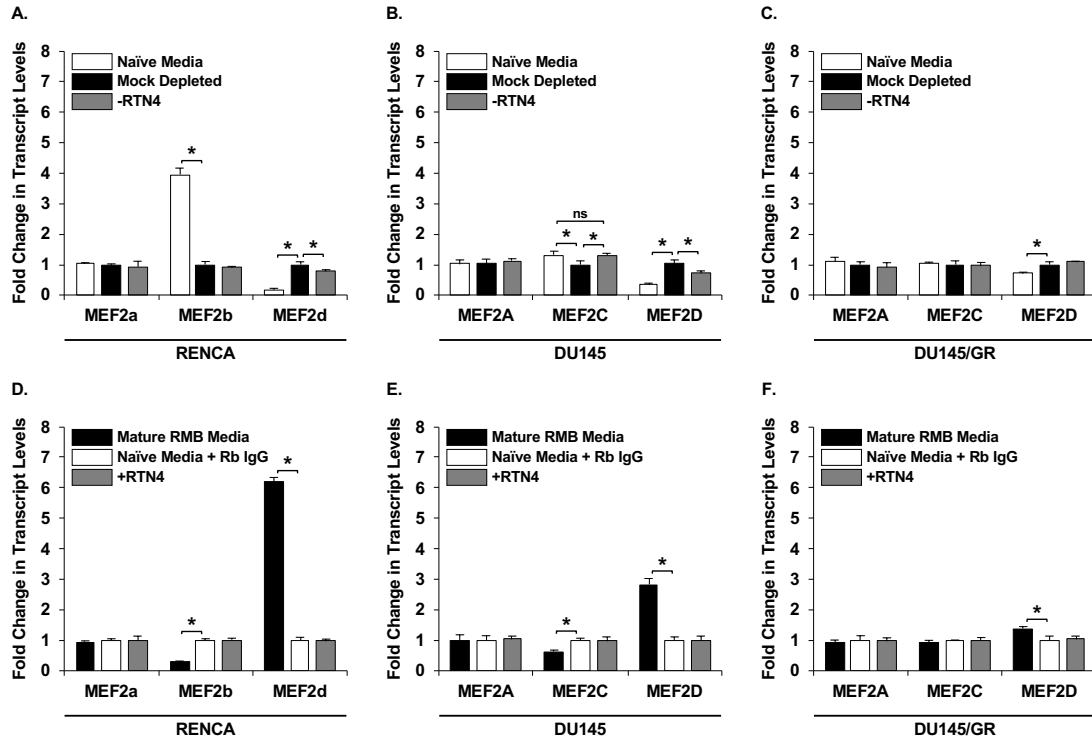 A.
Fold Change in Transcript Levels
8
7
6
5
4
3
2
1
0
Naïve Media
Mock Depleted
-RTN4
*
* *
MEF2a MEF2b MEF2d
RENCA
B.
Fold Change in Transcript Levels
8
7
6
5
4
3
2
1
0
Naïve Media
Mock Depleted
-RTN4
ns
* * * *
MEF2A MEF2C MEF2D
DU145
C.
Fold Change in Transcript Levels
8
7
6
5
4
3
2
1
0
Naïve Media
Mock Depleted
-RTN4
*
MEF2A MEF2C MEF2D
DU145/GR
D.
Fold Change in Transcript Levels
8
7
6
5
4
3
2
1
0
Mature RMB Media
Naïve Media + Rb IgG
+RTN4
*
*
MEF2a MEF2b MEF2d
RENCA
E.
Fold Change in Transcript Levels
8
7
6
5
4
3
2
1
0
Mature RMB Media
Naïve Media + Rb IgG
+RTN4
*
*
MEF2A MEF2C MEF2D
DU145
F.
Fold Change in Transcript Levels
8
7
6
5
4
3
2
1
0
Mature RMB Media
Naïve Media + Rb IgG
+RTN4
*
MEF2A MEF2C MEF2D
DU145/GR